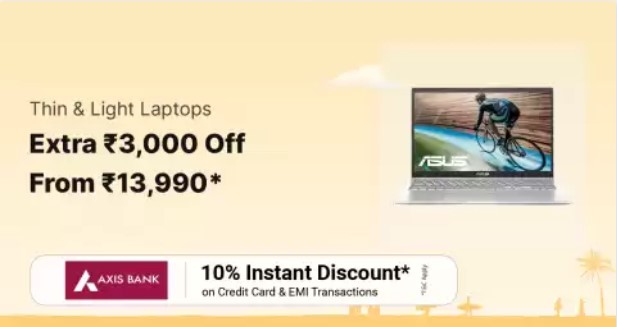 Thin & Light Laptops
Extra ₹3,000 Off
From ₹13,990*
ASUS
AXIS BANK
10% Instant Discount*
on Credit Card & EMI Transactions
*T&C Apply